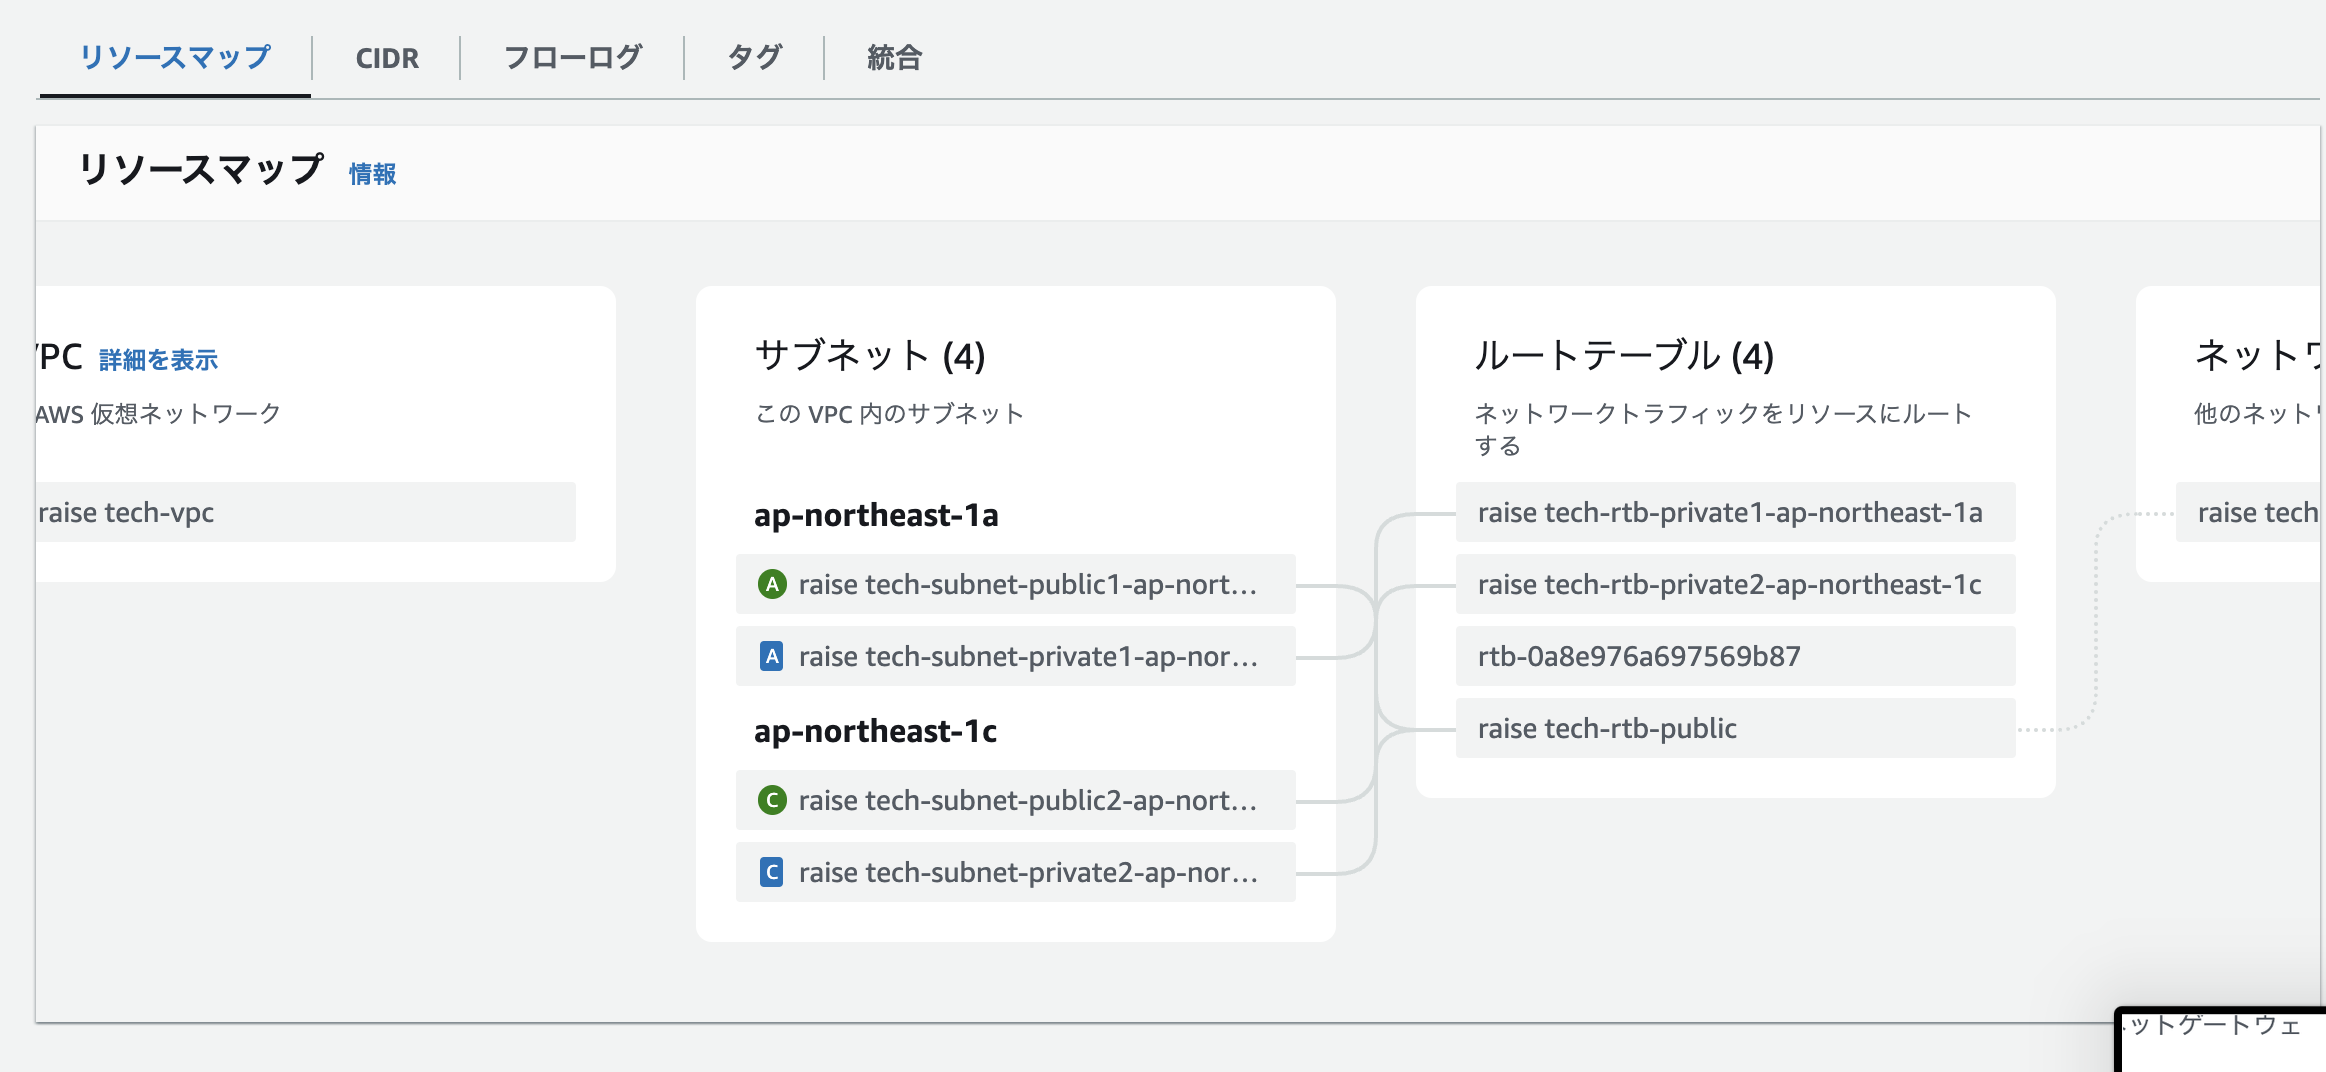 リソースマップ
CIDR
フローログ
タグ
統合
リソースマップ 情報
VPC 詳細を表示
AWS 仮想ネットワーク
raise tech-vpc
サブネット (4)
この VPC 内のサブネット
ap-northeast-1a
A raise tech-subnet-public1-ap-nort...
A raise tech-subnet-private1-ap-nor...
ap-northeast-1c
C raise tech-subnet-public2-ap-nort...
C raise tech-subnet-private2-ap-nor...
ルートテーブル (4)
ネットワークトラフィックをリソースにルート
する
raise tech-rtb-private1-ap-northeast-1a
raise tech-rtb-private2-ap-northeast-1c
rtb-0a8e976a697569b87
raise tech-rtb-public
ネットワ
他のネット
raise tech
ットゲートウェ